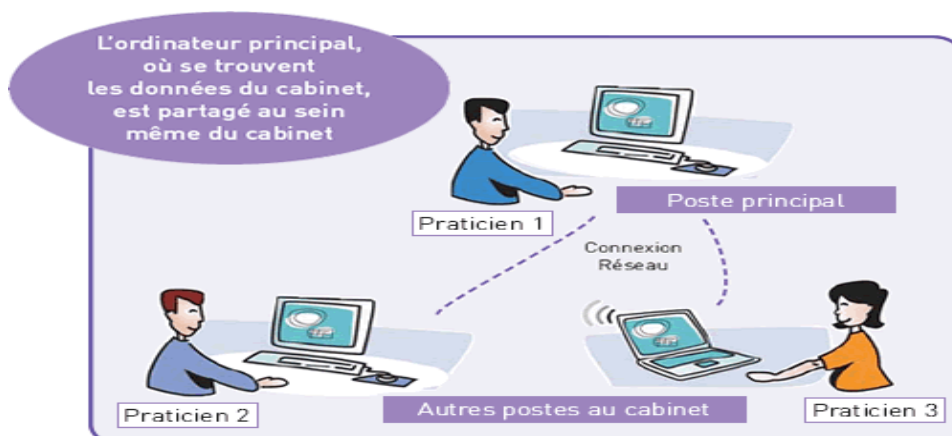 L'ordinateur principal,
où se trouvent
les données du cabinet,
est partagé au sein
même du cabinet
Poste principal
Praticien 1
Connexion
Réseau
Praticien 2
Autres postes au cabinet
Praticien 3